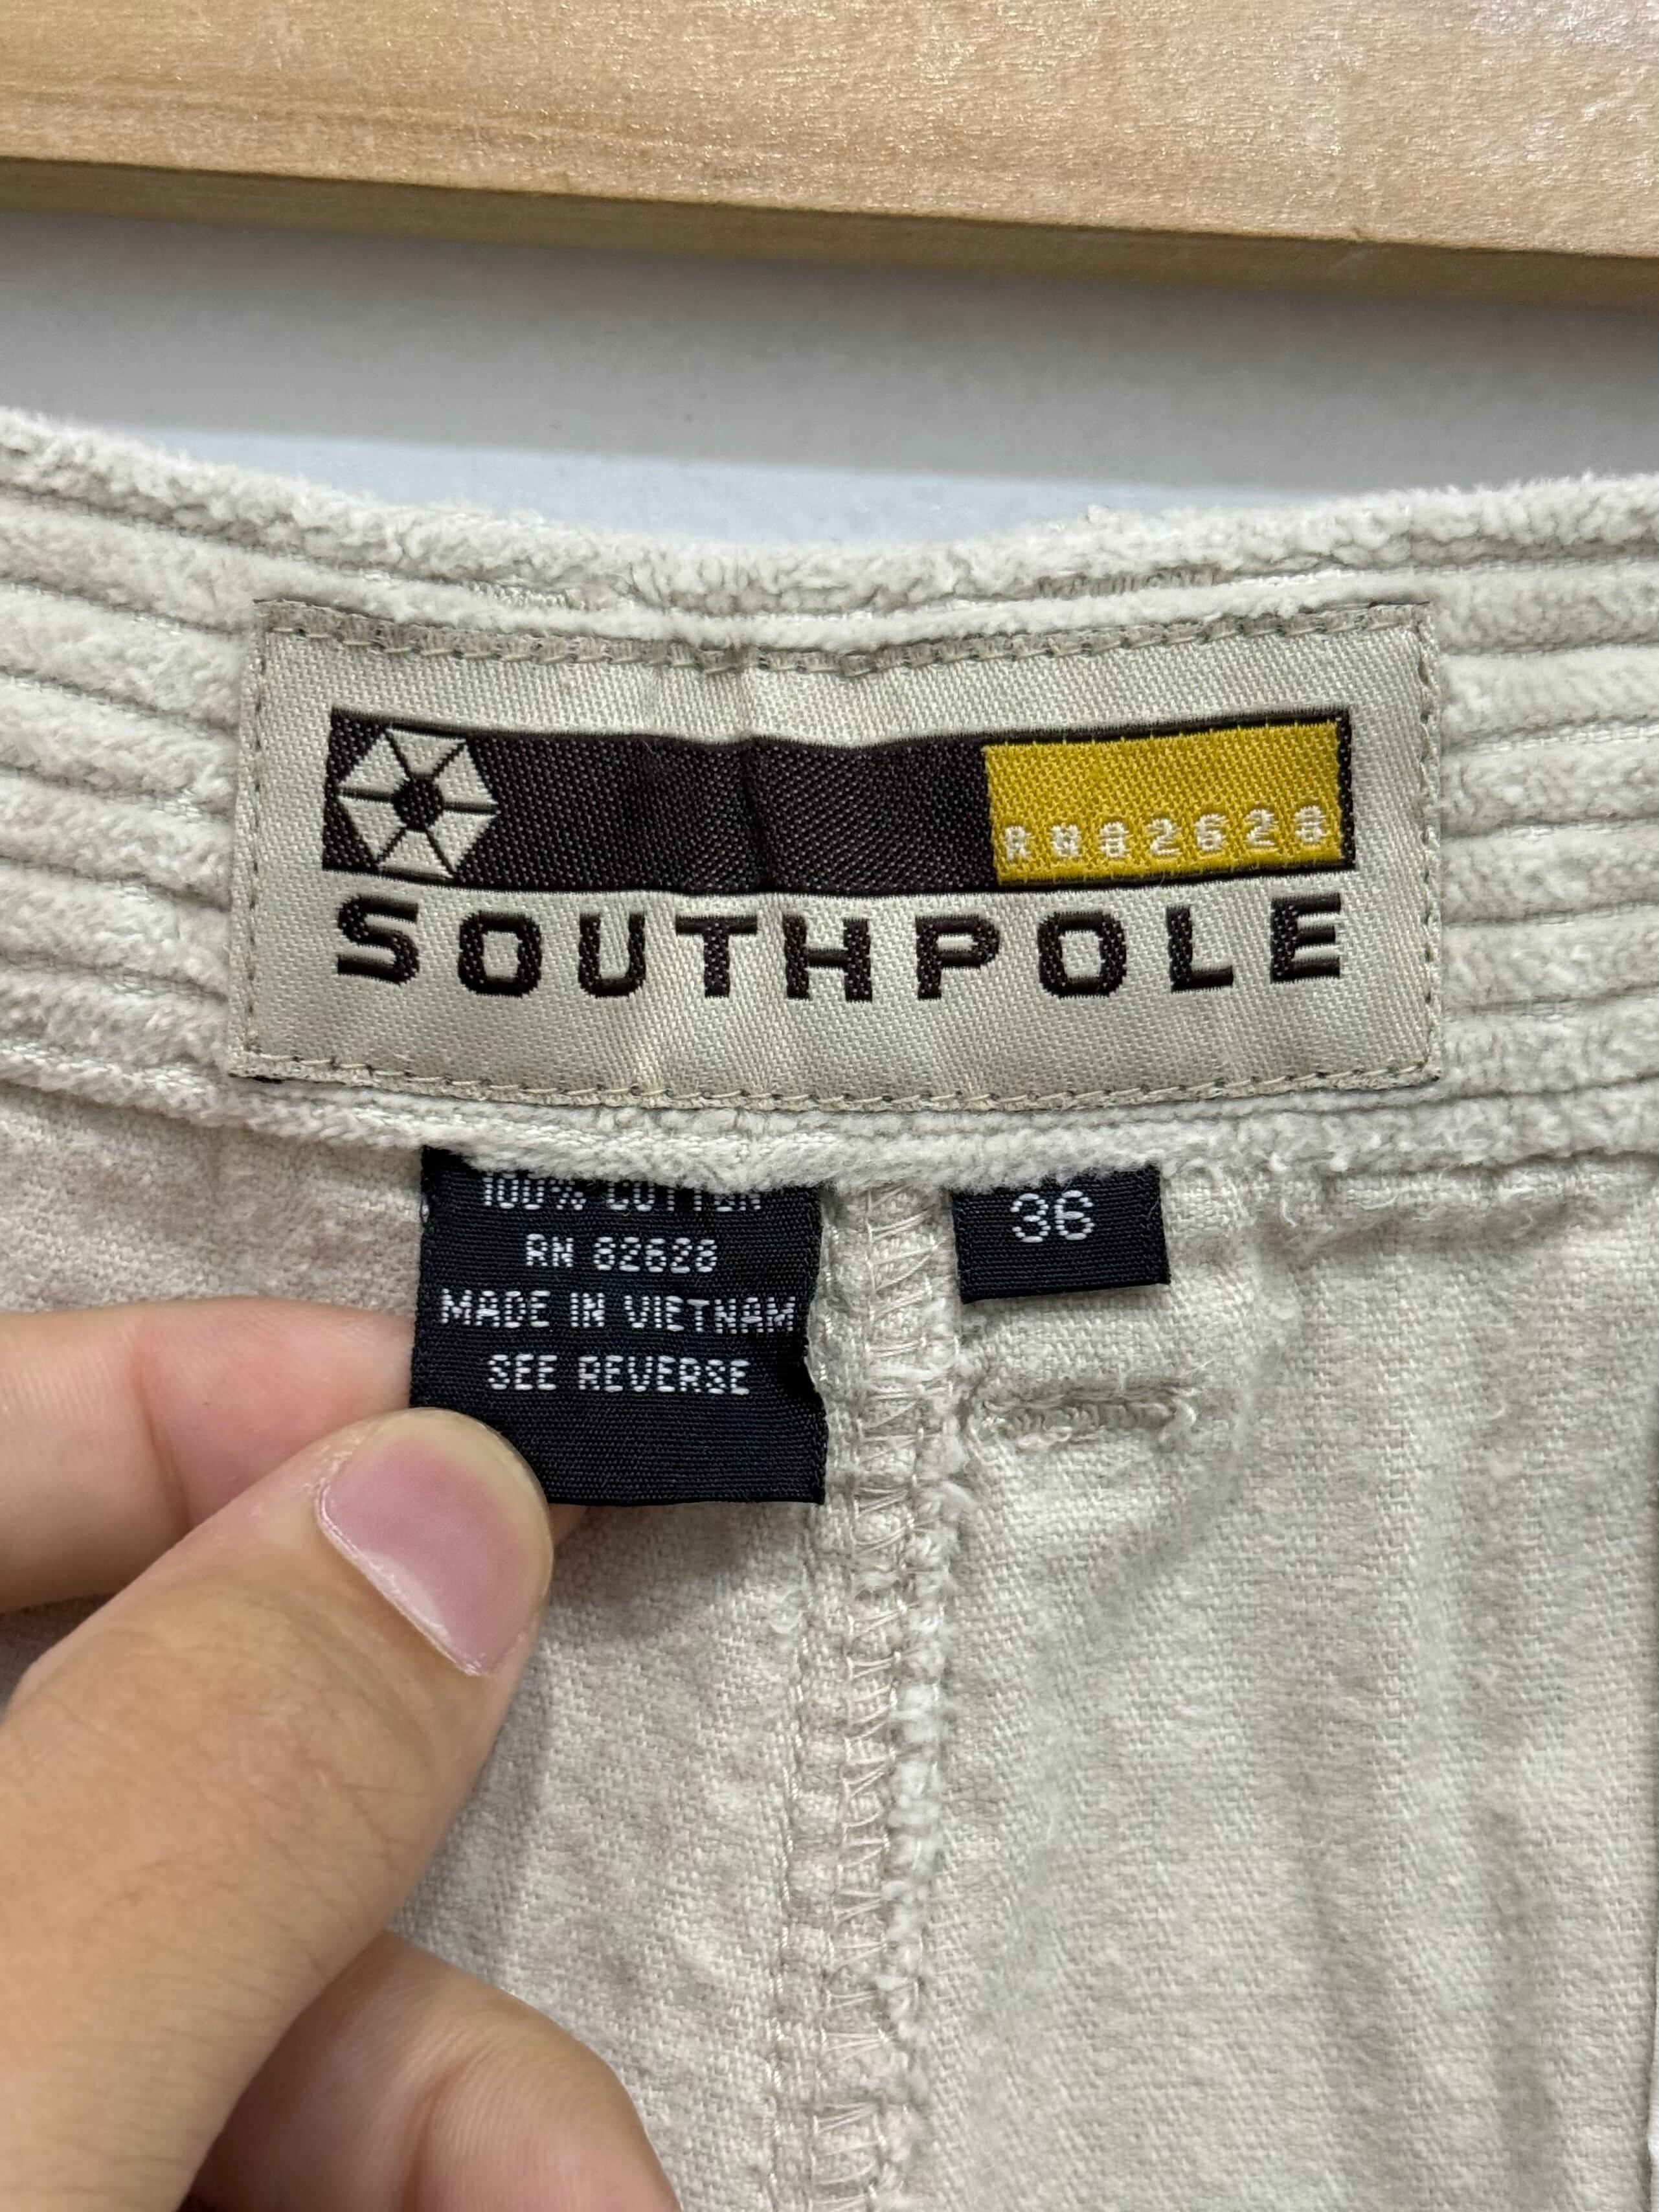 RN82628
SOUTHPOLE
100% COTTON
36
RN 82628
MADE IN VIETNAM
SEE REVERSE